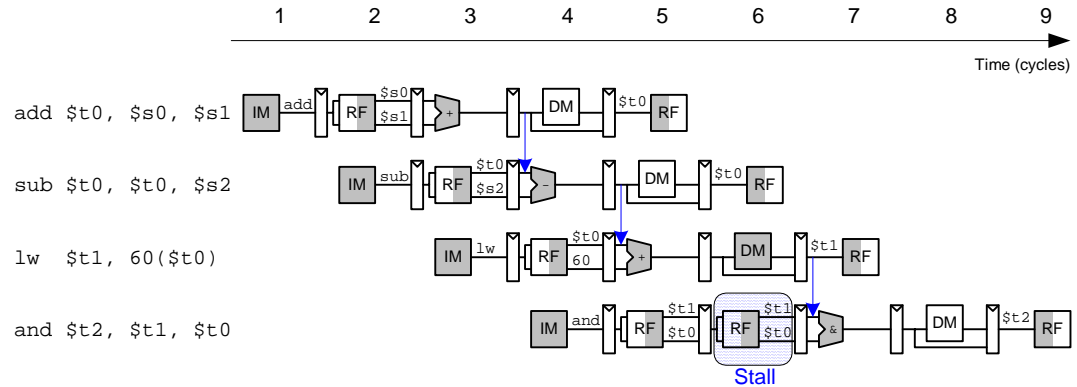 1 2 3 4 5 6 7 8 9
Time (cycles)
add $t0, $s0, $s1 IM add RF $s0 $s1 + DM $t0 RF
sub $t0, $t0, $s2 IM sub RF $t0 $s2 - DM $t0 RF
lw $t1, 60($t0) IM lw RF $t0 60 + DM $t1 RF
and $t2, $t1, $t0 IM and RF $t1 $t0 RF $t1 $t0 & DM $t2 RF
Stall